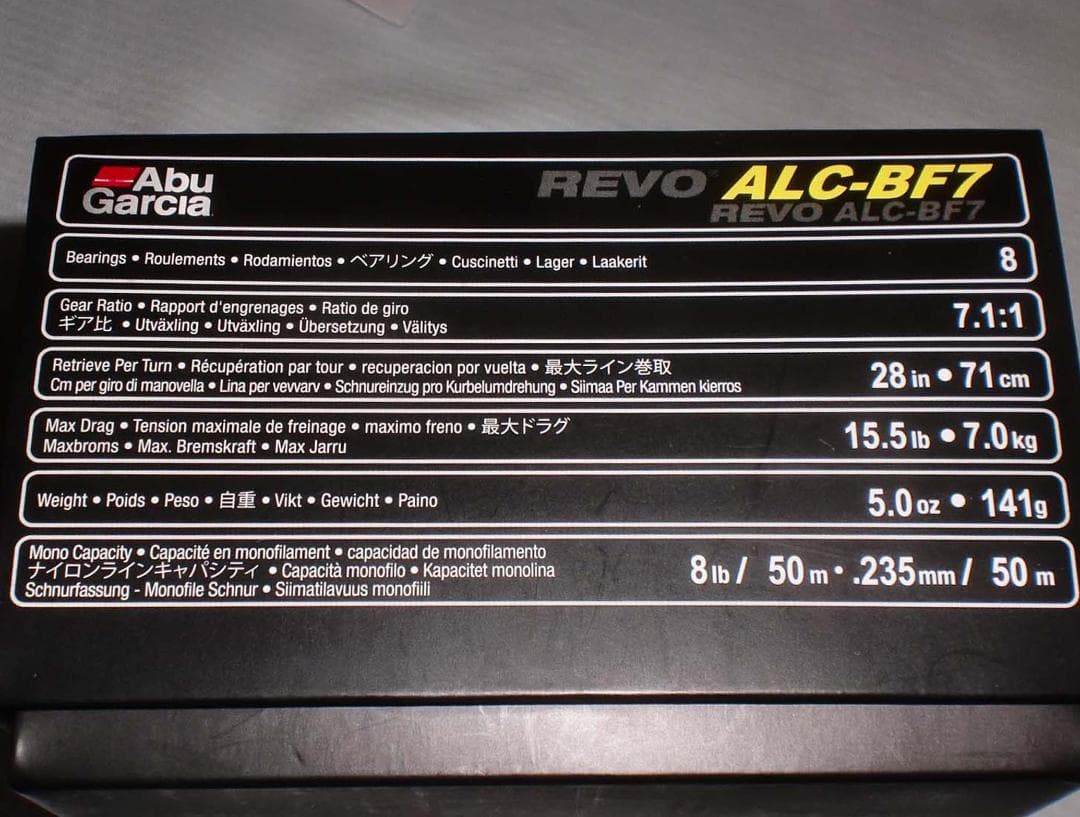 Abu
Garcia
REVO ALC-BF7
REVO ALC-BF7
Bearings • Roulements • Rodamientos • ベアリング • Cuscinetti • Lager • Laakerit
8
Gear Ratio • Rapport d'engrenages • Ratio de giro
ギア比 • Utväxling • Utväxling • Übersetzung • Välitys
7.1:1
Retrieve Per Turn • Récupération par tour • recuperacion por vuelta • 最大ライン巻取
Cm per giro di manovella • Lina per vevvarv • Schnureinzug pro Kurbelumdrehung • Siimaa Per Kammen kierros
28 in • 71 cm
Max Drag • Tension maximale de freinage • maximo freno • 最大ドラグ
Maxbroms • Max. Bremskraft • Max Jarru
15.5 lb • 7.0 kg
Weight • Poids • Peso • 自重 • Vikt • Gewicht • Paino
5.0 oz • 141g
Mono Capacity • Capacité en monofilament • capacidad de monofilamento
ナイロンラインキャパシティ • Capacità monofilo • Kapacitet monolina
Schnurfassung - Monofile Schnur • Siimatilavuus monofiili
8 lb / 50 m • .235mm / 50 m